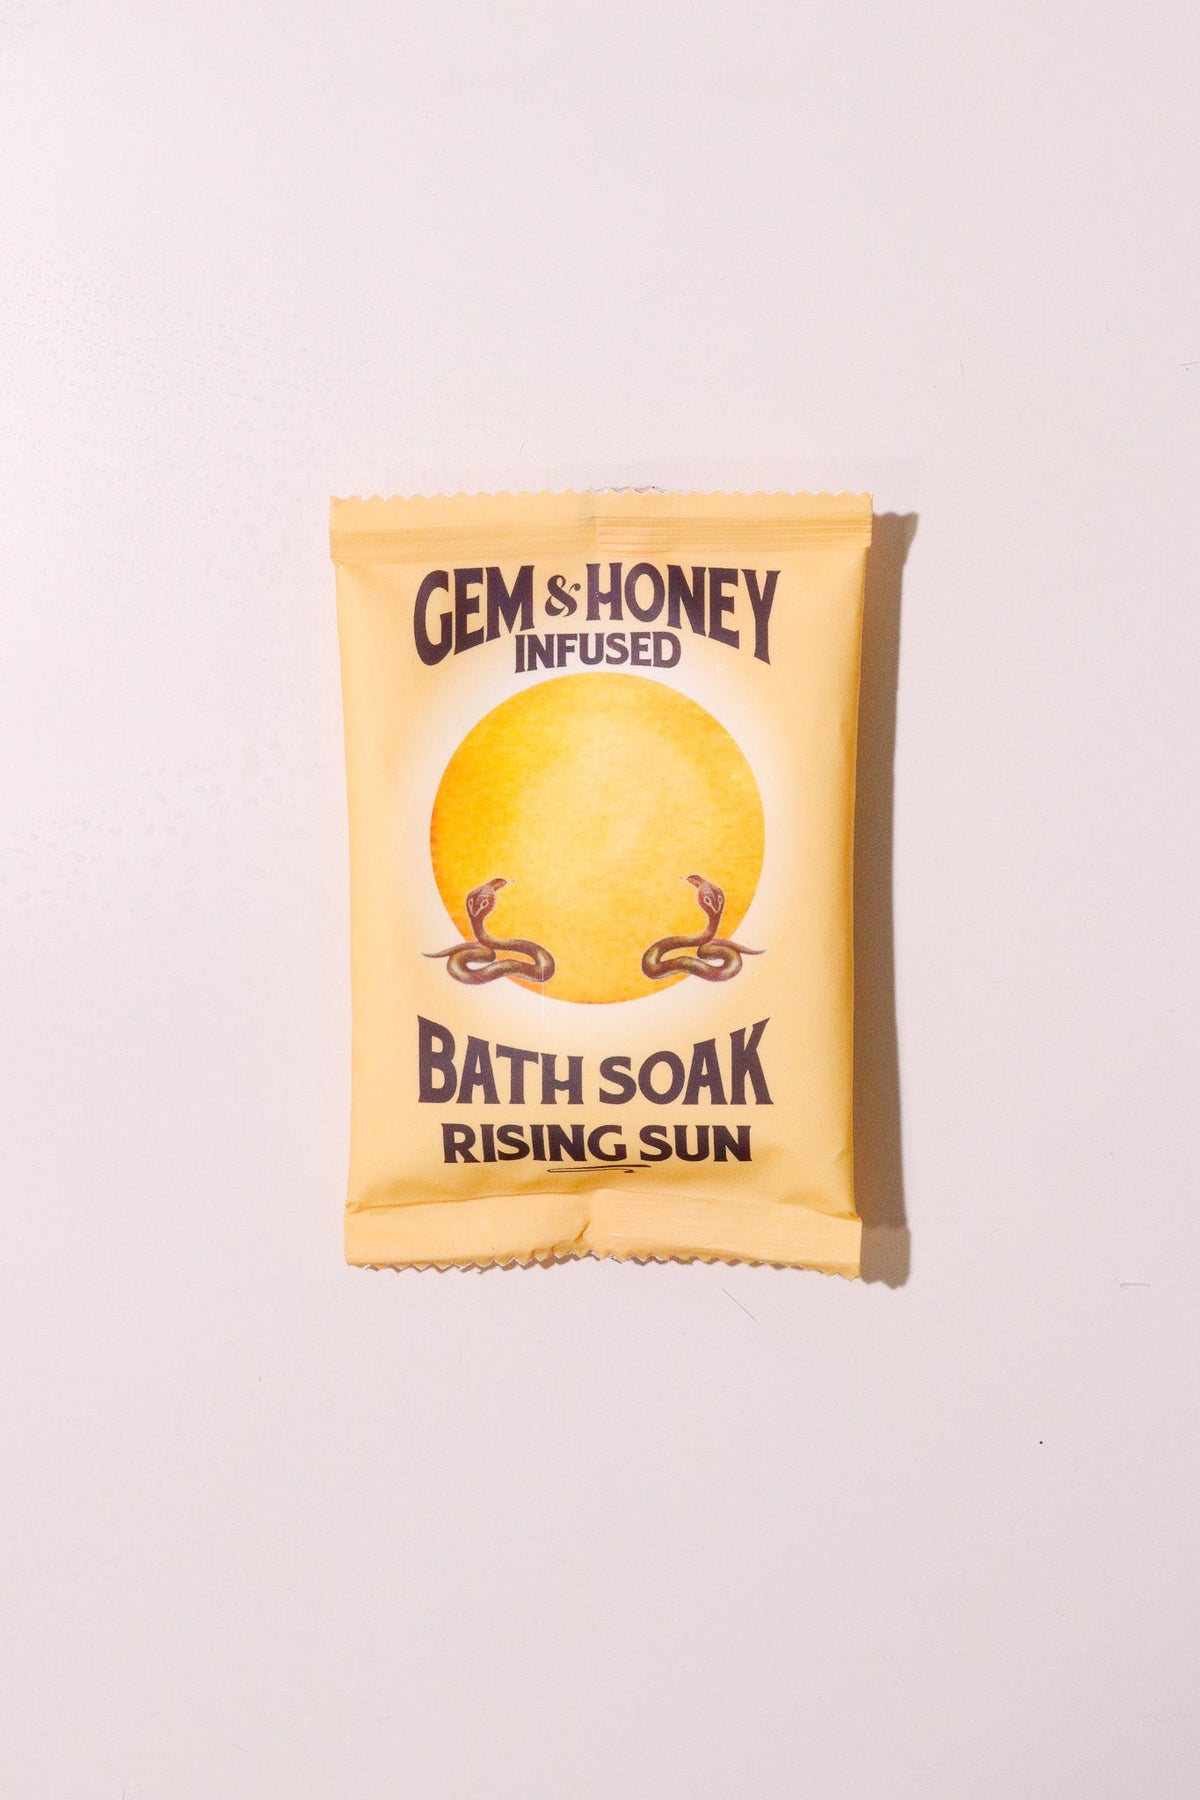 GEM & HONEY
INFUSED
BATH SOAK
RISING SUN